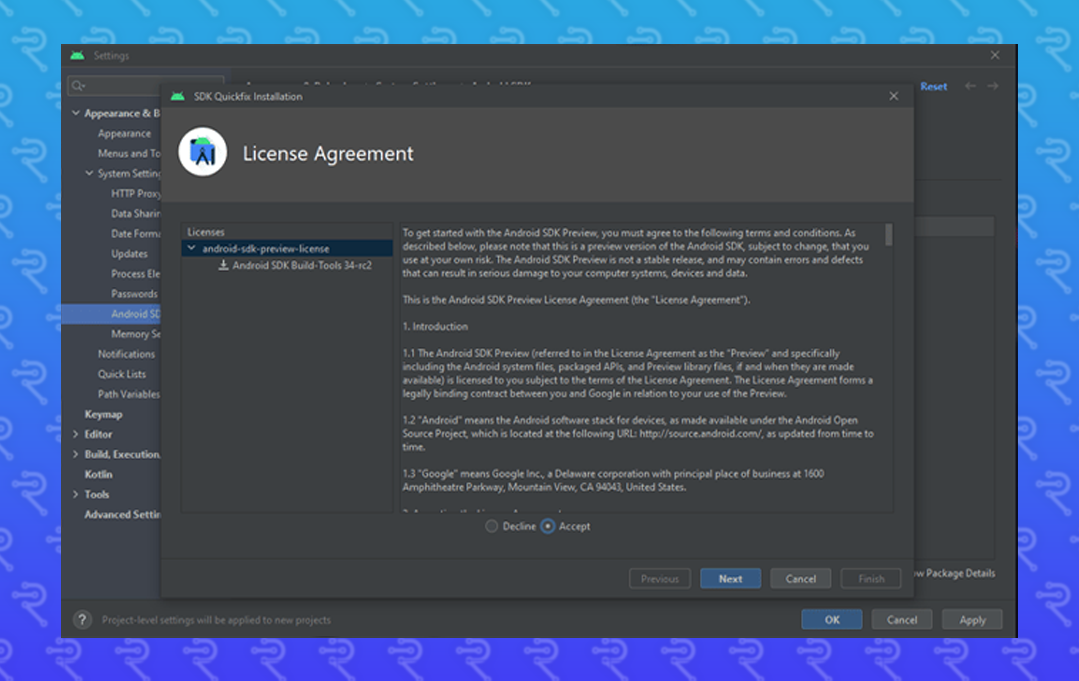 Settings
Reset
SDK Quickfix Installation
License Agreement
Appearance & B
Appearance
Menus and To
System Setting
HTTP Proxy
Data Sharin
Date Forma
Updates
Process Ele
Passwords
Android SD
Memory Se
Notifications
Quick Lists
Path Variables
Keymap
Editor
Build, Execution,
Kotlin
Tools
Advanced Settin
Licenses
android-sdk-preview-license
Android SDK Build-Tools 34-rc2
To get started with the Android SDK Preview, you must agree to the following terms and conditions. As
described below, please note that this is a preview version of the Android SDK, subject to change, that you
use at your own risk. The Android SDK Preview is not a stable release, and may contain errors and defects
that can result in serious damage to your computer systems, devices and data.
This is the Android SDK Preview License Agreement (the "License Agreement").
1. Introduction
1.1 The Android SDK Preview (referred to in the License Agreement as the "Preview" and specifically
including the Android system files, packaged APIs, and Preview library files, if and when they are made
available) is licensed to you subject to the terms of the License Agreement. The License Agreement forms a
legally binding contract between you and Google in relation to your use of the Preview.
1.2 "Android" means the Android software stack for devices, as made available under the Android Open
Source Project, which is located at the following URL: http://source.android.com/, as updated from time to
time.
1.3 "Google" means Google Inc., a Delaware corporation with principal place of business at 1600
Amphitheatre Parkway, Mountain View, CA 94043, United States.
Decline Accept
Previous Next Cancel Finish
ow Package Details
? Project-level settings will be applied to new projects
OK Cancel Apply